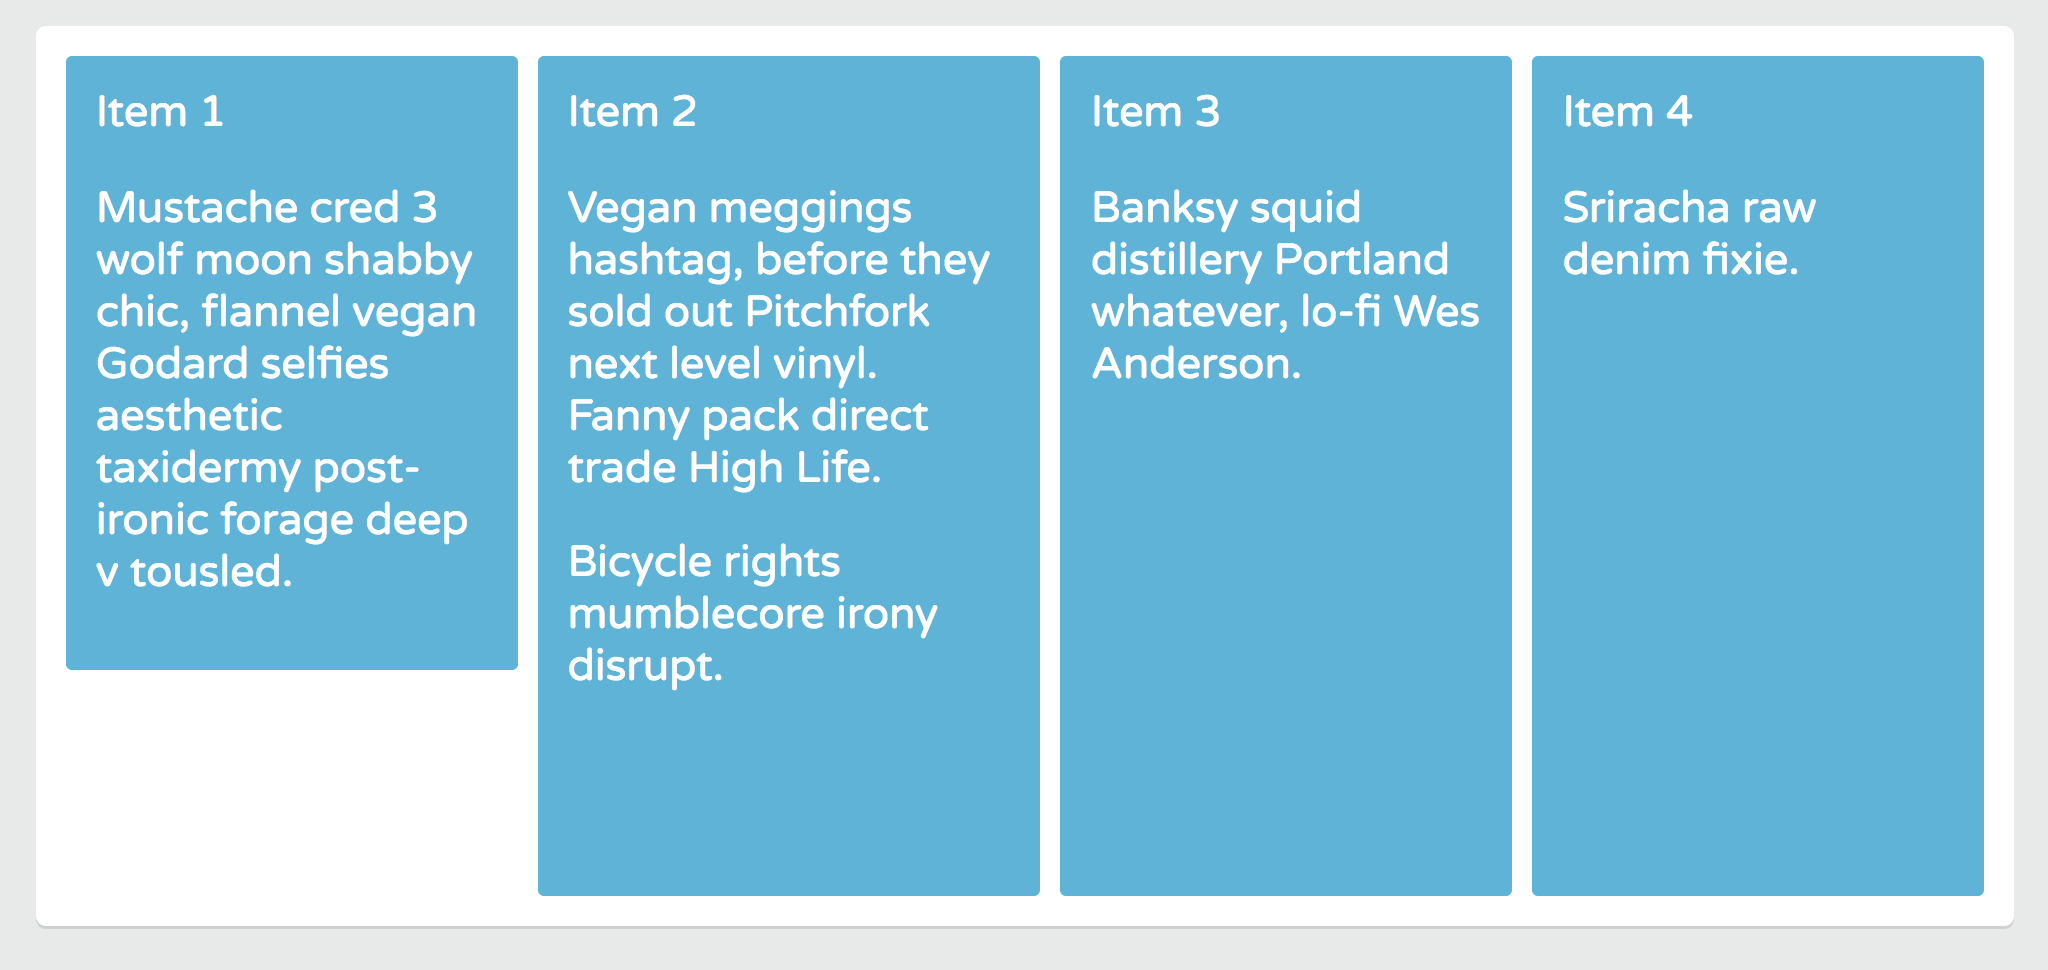 Item 1
Mustache cred 3
wolf moon shabby
chic, flannel vegan
Godard selfies
aesthetic
taxidermy post-
ironic forage deep
v tousled.
Item 2
Vegan meggings
hashtag, before they
sold out Pitchfork
next level vinyl.
Fanny pack direct
trade High Life.
Bicycle rights
mumblecore irony
disrupt.
Item 3
Banksy squid
distillery Portland
whatever, lo-fi Wes
Anderson.
Item 4
Sriracha raw
denim fixie.